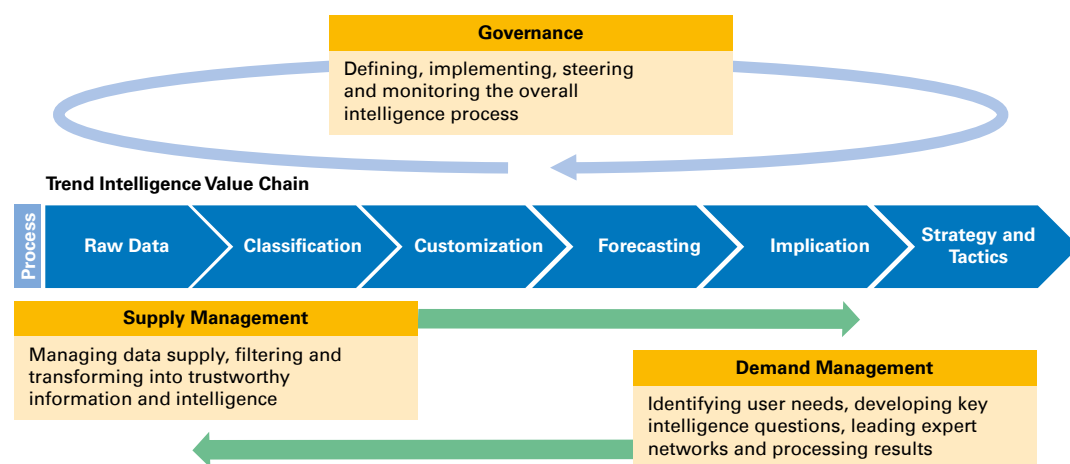 Governance
Defining, implementing, steering
and monitoring the overall
intelligence process
Trend Intelligence Value Chain
Process
Raw Data
Classification
Customization
Forecasting
Implication
Strategy and
Tactics
Supply Management
Managing data supply, filtering and
transforming into trustworthy
information and intelligence
Demand Management
Identifying user needs, developing key
intelligence questions, leading expert
networks and processing results